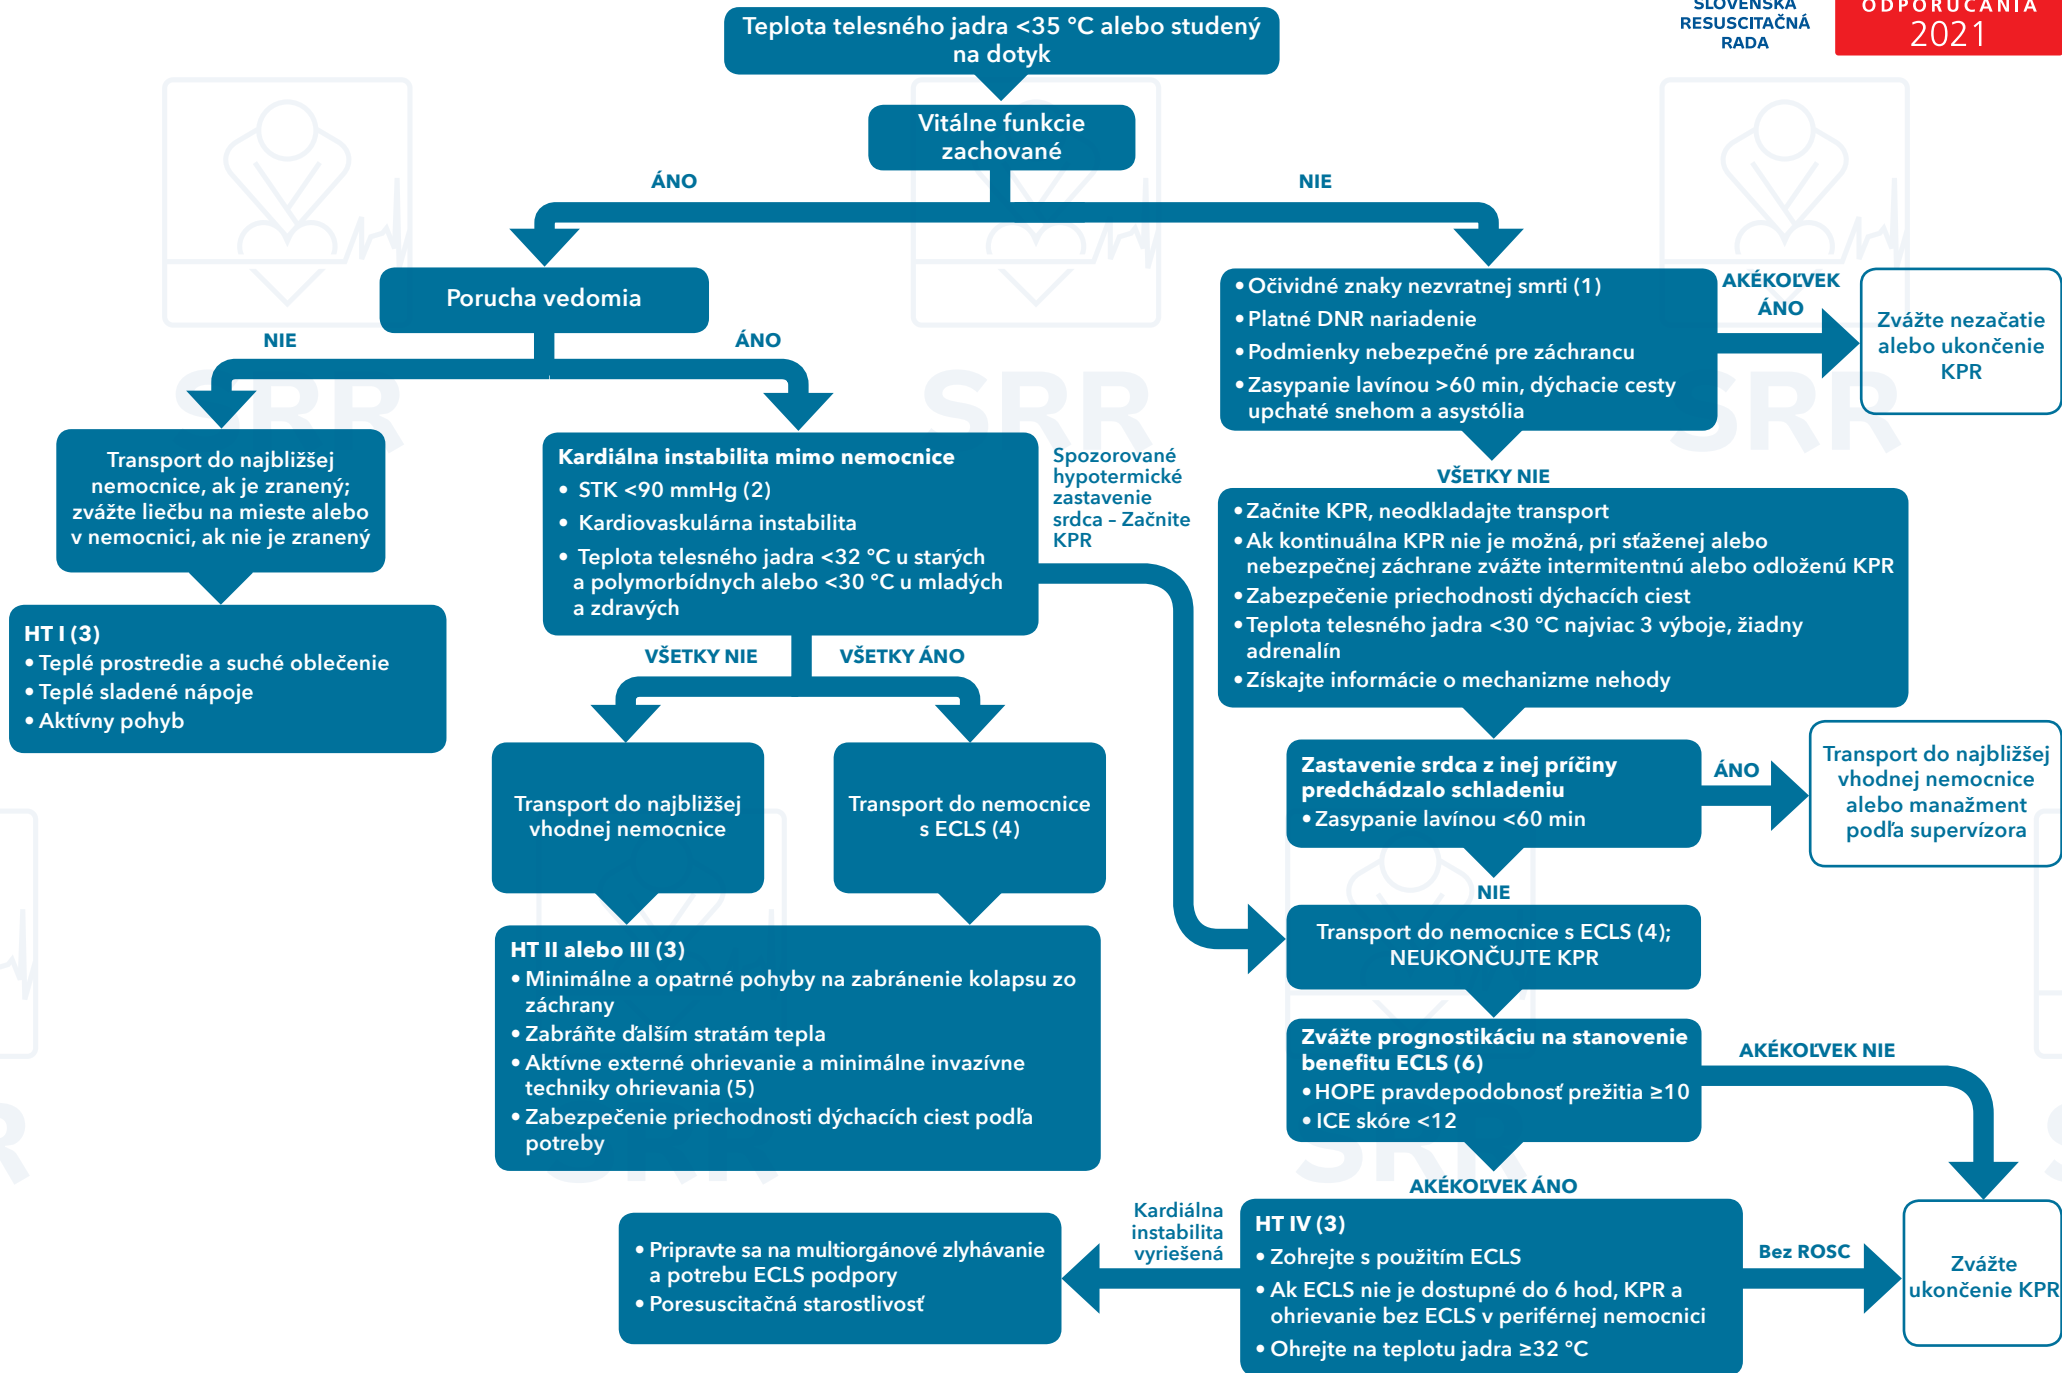 SLOVENSKÁ
RESUSCITAČNÁ
RADA
ODPORÚČANIA
2021
Teplota telesného jadra <35 °C alebo studený
na dotyk
Vitálne funkcie
zachované
ÁNO
NIE
Porucha vedomia
NIE
ÁNO
• Očividné znaky nezvratnej smrti (1)
• Platné DNR nariadenie
• Podmienky nebezpečné pre záchrancu
• Zasypanie lavínou >60 min, dýchacie cesty
upchaté snehom a asystólia
AKÉKOĽVEK
ÁNO
Zvážte nezačatie
alebo ukončenie
KPR
Transport do najbližšej
nemocnice, ak je zranený;
zvážte liečbu na mieste alebo
v nemocnici, ak nie je zranený
HT I (3)
• Teplé prostredie a suché oblečenie
• Teplé sladené nápoje
• Aktívny pohyb
Kardiálna instabilita mimo nemocnice
• STK <90 mmHg (2)
• Kardiovaskulárna instabilita
• Teplota telesného jadra <32 °C u starých
a polymorbídnych alebo <30 °C u mladých
a zdravých
Spozorované
hypotermické
zastavenie
srdca – Začnite
KPR
VŠETKY NIE
VŠETKY ÁNO
Transport do najbližšej
vhodnej nemocnice
Transport do nemocnice
s ECLS (4)
HT II alebo III (3)
• Minimálne a opatrné pohyby na zabránenie kolapsu zo
záchrany
• Zabráňte ďalším stratám tepla
• Aktívne externé ohrievanie a minimálne invazívne
techniky ohrievania (5)
• Zabezpečenie priechodnosti dýchacích ciest podľa
potreby
VŠETKY NIE
• Začnite KPR, neodkladajte transport
• Ak kontinuálna KPR nie je možná, pri sťaženej alebo
nebezpečnej záchrane zvážte intermitentnú alebo odloženú KPR
• Zabezpečenie priechodnosti dýchacích ciest
• Teplota telesného jadra <30 °C najviac 3 výboje, žiadny
adrenalín
• Získajte informácie o mechanizme nehody
Zastavenie srdca z inej príčiny
predchádzalo schladeniu
• Zasypanie lavínou <60 min
ÁNO
Transport do najbližšej
vhodnej nemocnice
alebo manažment
podľa supervízora
NIE
Transport do nemocnice s ECLS (4);
NEUKONČUJTE KPR
Zvážte prognostikáciu na stanovenie
benefitu ECLS (6)
• HOPE pravdepodobnosť prežitia ≥10
• ICE skóre <12
AKÉKOĽVEK NIE
AKÉKOĽVEK ÁNO
HT IV (3)
• Zohrejte s použitím ECLS
• Ak ECLS nie je dostupné do 6 hod, KPR a
ohrievanie bez ECLS v periférnej nemocnici
• Ohrejte na teplotu jadra ≥32 °C
Kardiálna
instabilita
vyriešená
• Pripravte sa na multiorgánové zlyhávanie
a potrebu ECLS podpory
• Poresuscitačná starostlivosť
Bez ROSC
Zvážte
ukončenie KPR
SRR
SRR
SRR
SRR
SRR